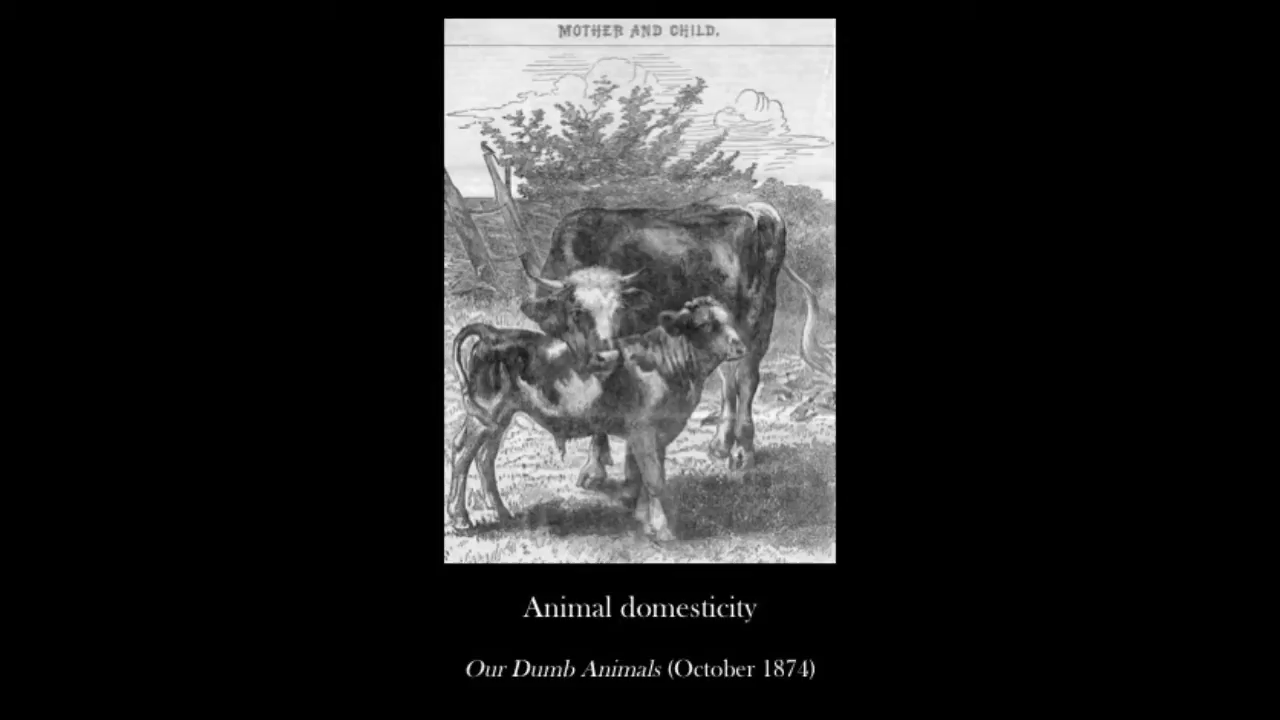 MOTHER AND CHILD.
Animal domesticity
Our Dumb Animals (October 1874)